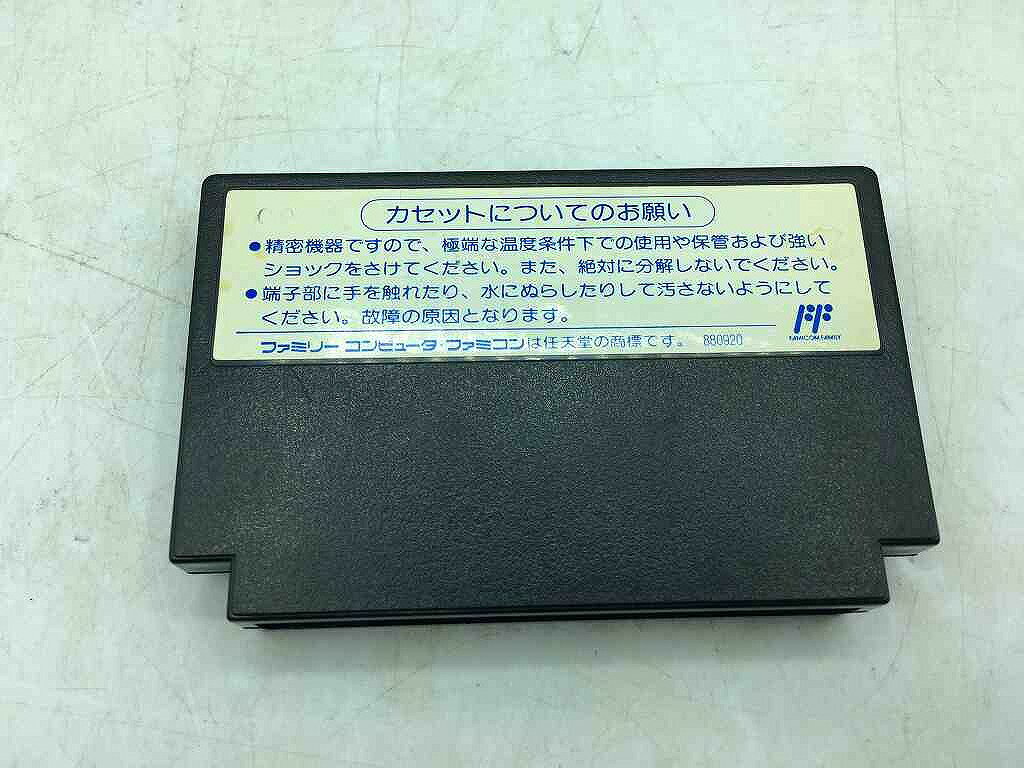 カセットについてのお願い
●精密機器ですので、極端な温度条件下での使用や保管および強い
ショックをさけてください。また、絶対に分解しないでください。
●端子部に手を触れたり、水にぬらしたりして汚さないようにして
ください。故障の原因となります。
FF
FAMICOM FAMILY
ファミリー コンピュータ・ファミコンは任天堂の商標です。 880920